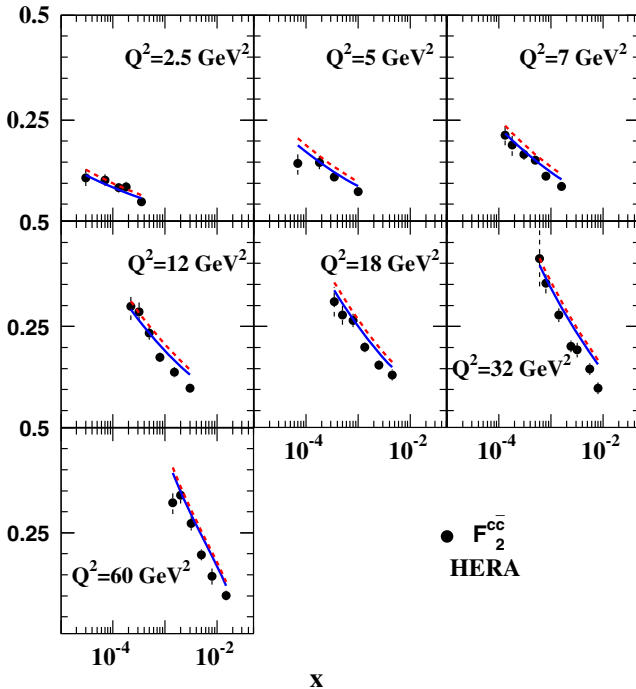 0.5
Q²=2.5 GeV²
Q²=5 GeV²
Q²=7 GeV²
0.25
0.5
Q²=12 GeV²
Q²=18 GeV²
0.25
Q²=32 GeV²
0.5
10⁻⁴ 10⁻² 10⁻⁴ 10⁻²
0.25
Q²=60 GeV²
F₂^cc̄
HERA
10⁻⁴ 10⁻²
x